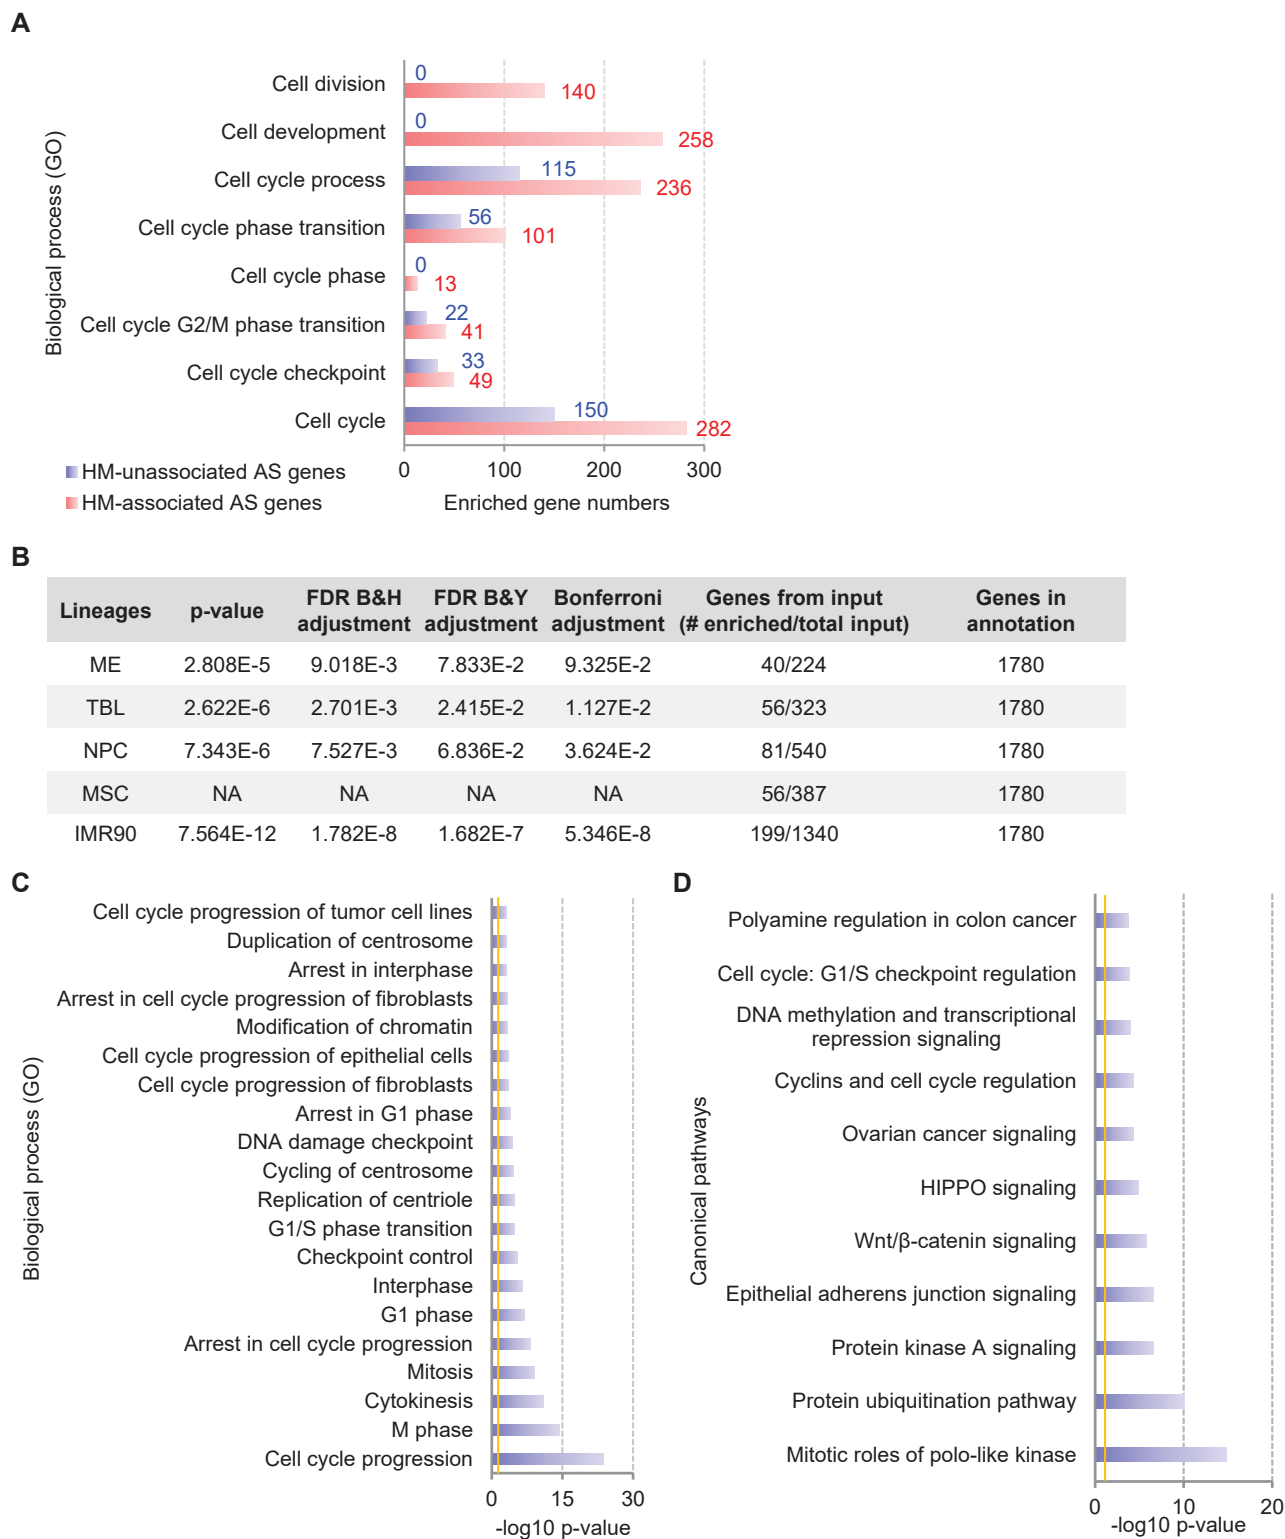 A
Biological process (GO)
Cell division
0
140
Cell development
0
258
Cell cycle process
115
236
Cell cycle phase transition
56
101
Cell cycle phase
0
13
Cell cycle G2/M phase transition
22
41
Cell cycle checkpoint
33
49
Cell cycle
150
282
0 100 200 300
Enriched gene numbers
HM-unassociated AS genes
HM-associated AS genes
B
Lineages p-value FDR B&H adjustment FDR B&Y adjustment Bonferroni adjustment Genes from input (# enriched/total input) Genes in annotation
ME 2.808E-5 9.018E-3 7.833E-2 9.325E-2 40/224 1780
TBL 2.622E-6 2.701E-3 2.415E-2 1.127E-2 56/323 1780
NPC 7.343E-6 7.527E-3 6.836E-2 3.624E-2 81/540 1780
MSC NA NA NA NA 56/387 1780
IMR90 7.564E-12 1.782E-8 1.682E-7 5.346E-8 199/1340 1780
C
Biological process (GO)
Cell cycle progression of tumor cell lines
Duplication of centrosome
Arrest in interphase
Arrest in cell cycle progression of fibroblasts
Modification of chromatin
Cell cycle progression of epithelial cells
Cell cycle progression of fibroblasts
Arrest in G1 phase
DNA damage checkpoint
Cycling of centrosome
Replication of centriole
G1/S phase transition
Checkpoint control
Interphase
G1 phase
Arrest in cell cycle progression
Mitosis
Cytokinesis
M phase
Cell cycle progression
0 15 30
-log10 p-value
D
Canonical pathways
Polyamine regulation in colon cancer
Cell cycle: G1/S checkpoint regulation
DNA methylation and transcriptional
repression signaling
Cyclins and cell cycle regulation
Ovarian cancer signaling
HIPPO signaling
Wnt/β-catenin signaling
Epithelial adherens junction signaling
Protein kinase A signaling
Protein ubiquitination pathway
Mitotic roles of polo-like kinase
0 10 20
-log10 p-value